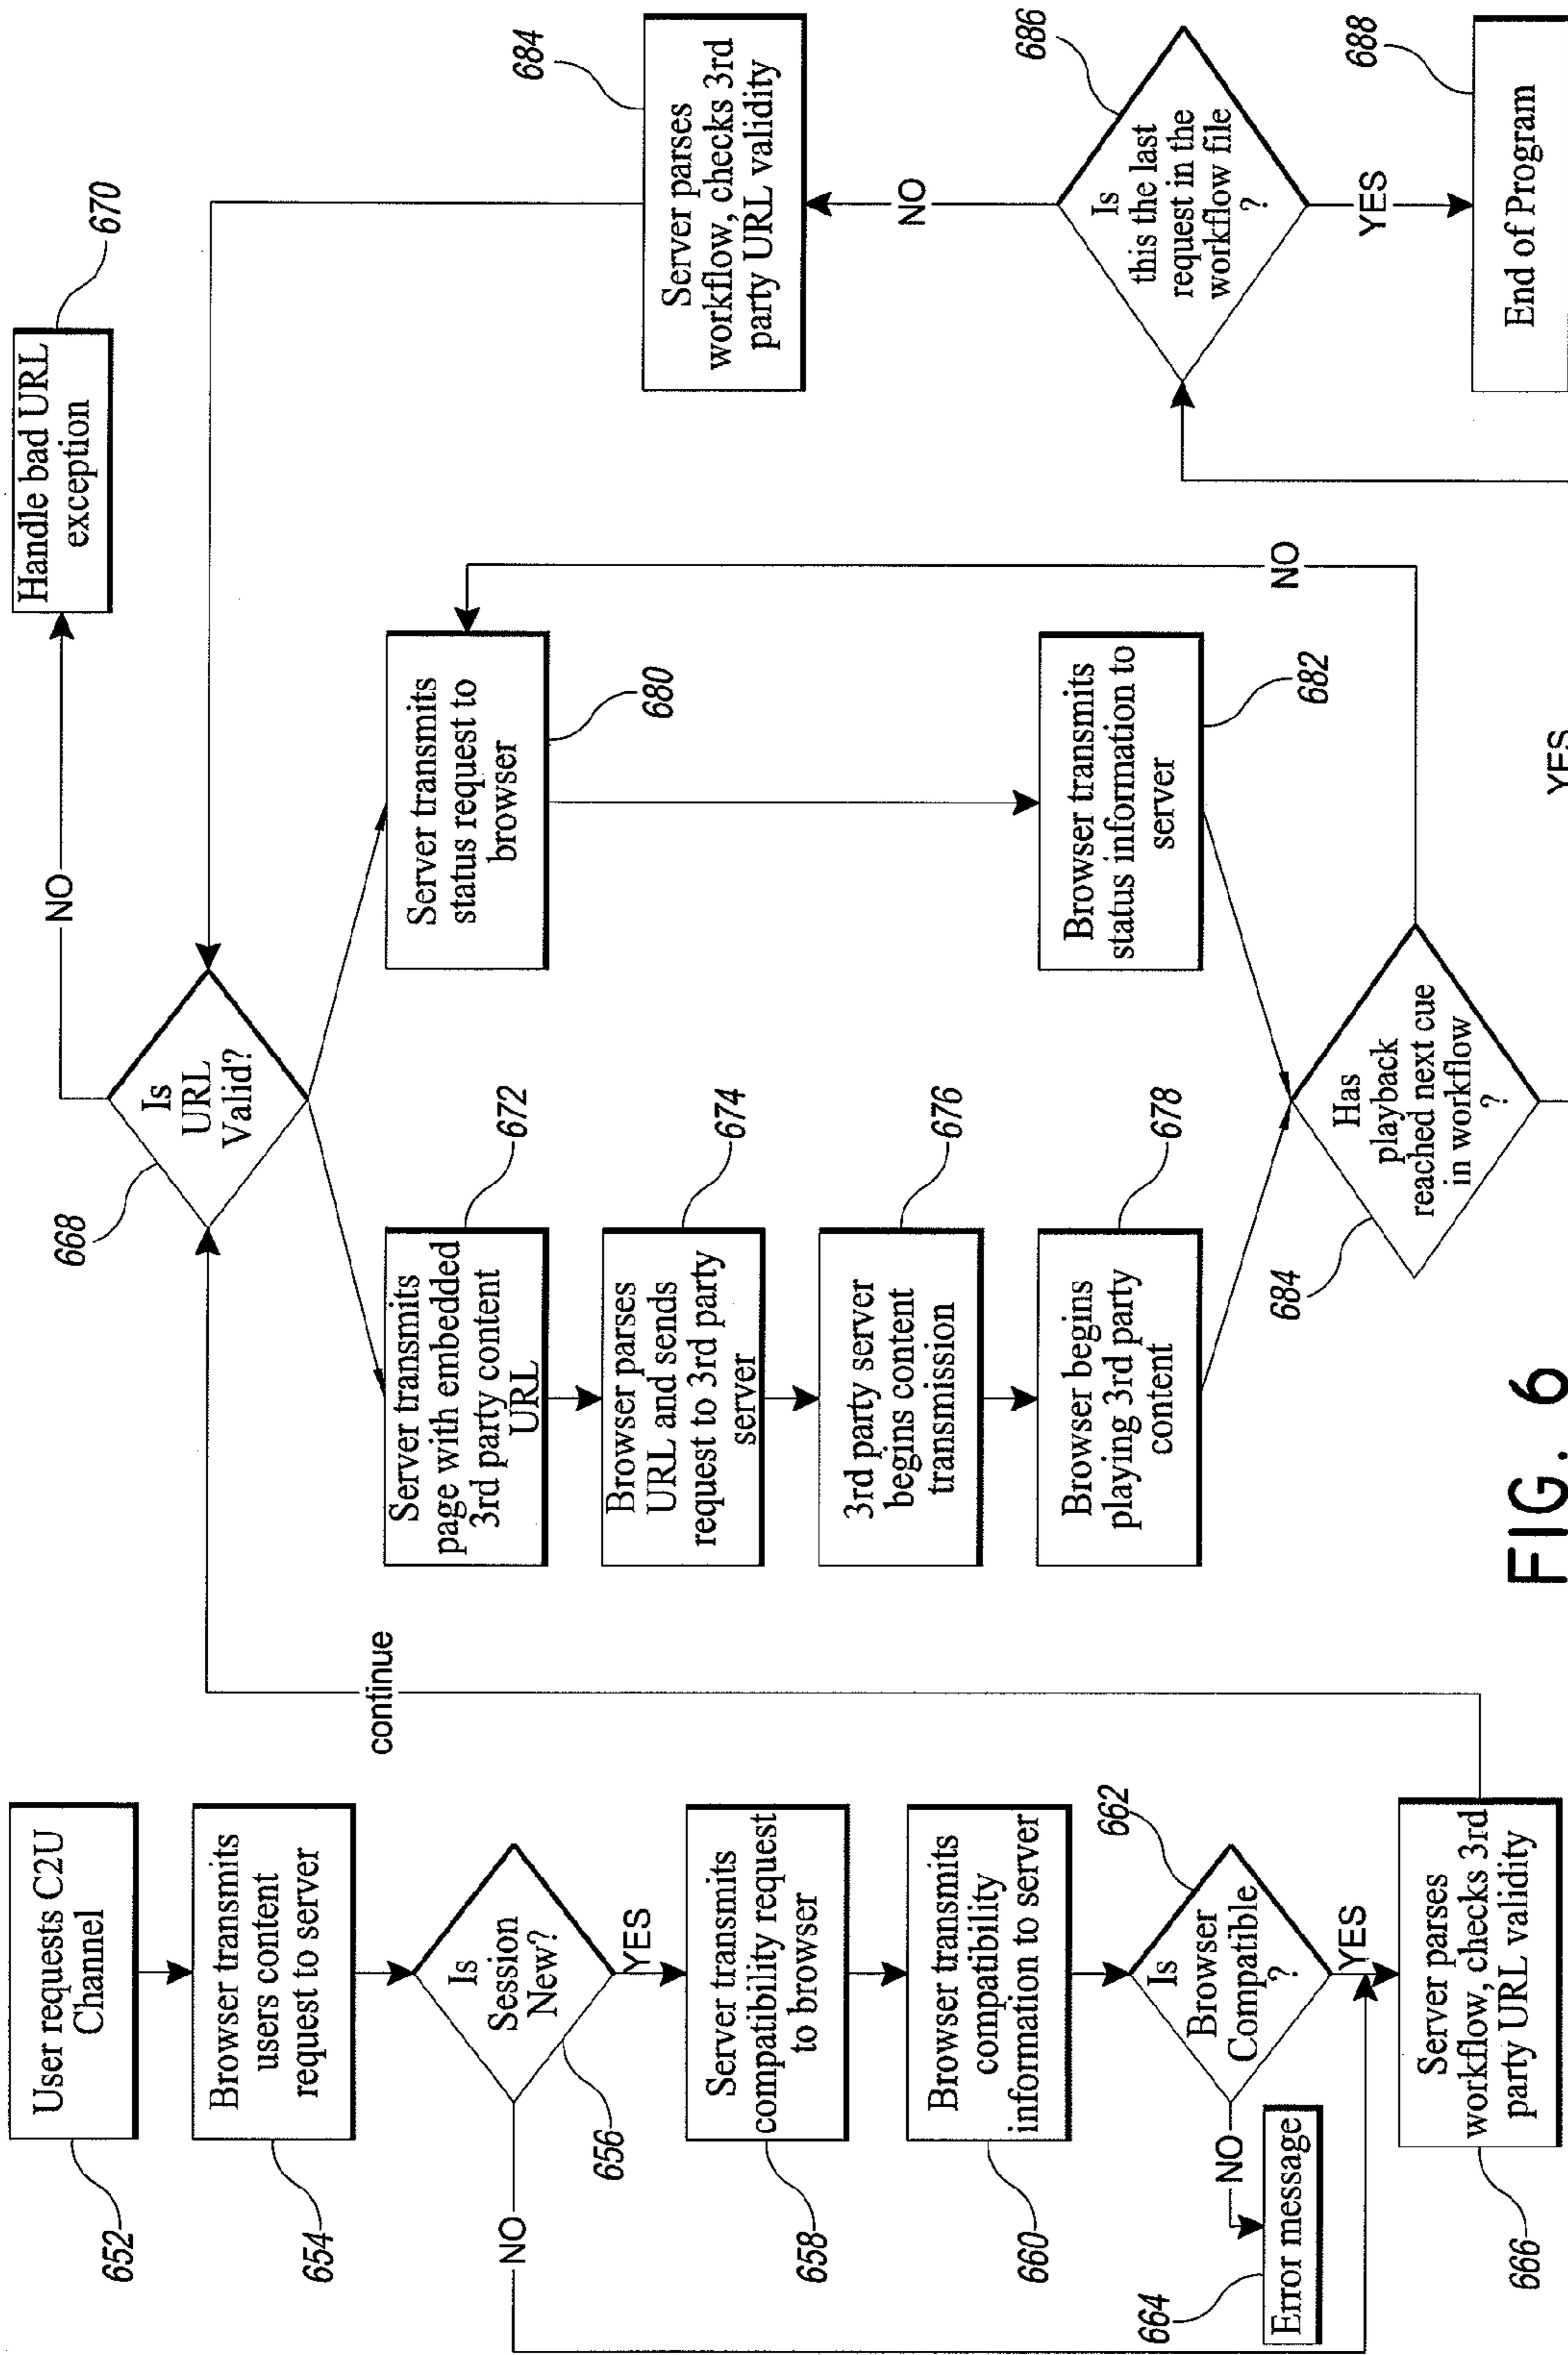 652
User requests C2U
Channel
654
Browser transmits
users content
request to server
656
Is
Session
New?
NO
YES
658
Server transmits
compatibility request
to browser
660
Browser transmits
compatibility
information to server
662
Is
Browser
Compatible
?
NO
YES
664
Error message
666
Server parses
workflow, checks 3rd
party URL validity
continue
668
Is
URL
Valid?
NO
670
Handle bad URL
exception
672
Server transmits
page with embedded
3rd party content
URL
674
Browser parses
URL and sends
request to 3rd party
server
676
3rd party server
begins content
transmission
678
Browser begins
playing 3rd party
content
680
Server transmits
status request to
browser
682
Browser transmits
status information to
server
684
Has
playback
reached next cue
in workflow
?
NO
YES
684
Server parses
workflow, checks 3rd
party URL validity
NO
686
Is
this the last
request in the
workflow file
?
YES
688
End of Program
FIG. 6